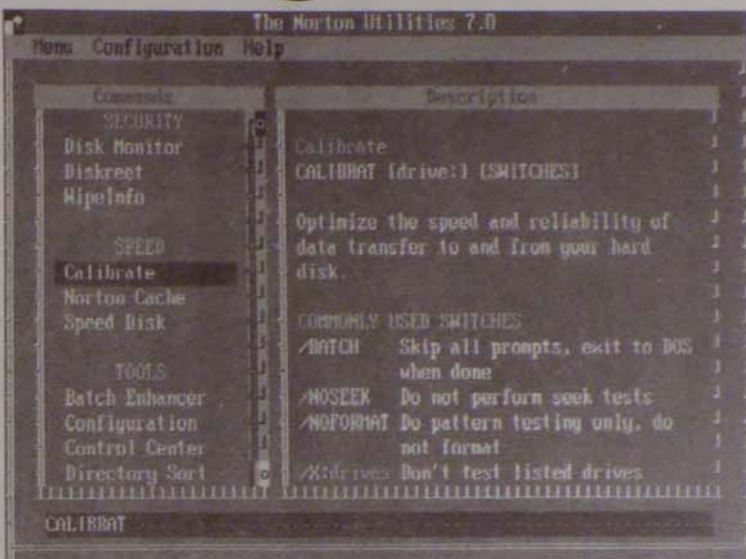 The Norton Utilities 7.0
Menu Configuration Help
Commands
SECURITY
Disk Monitor
Diskreet
WipeInfo
SPEED
Calibrate
Norton Cache
Speed Disk
TOOLS
Batch Enhancer
Configuration
Control Center
Directory Sort
Description
Calibrate
CALIBRAT [drive:] [SWITCHES]
Optimize the speed and reliability of
data transfer to and from your hard
disk.
COMMONLY USED SWITCHES
/BATCH Skip all prompts, exit to DOS
when done
/NOSEEK Do not perform seek tests
/NOFORMAT Do pattern testing only, do
not format
/X:drives Don't test listed drives
CALIBRAT